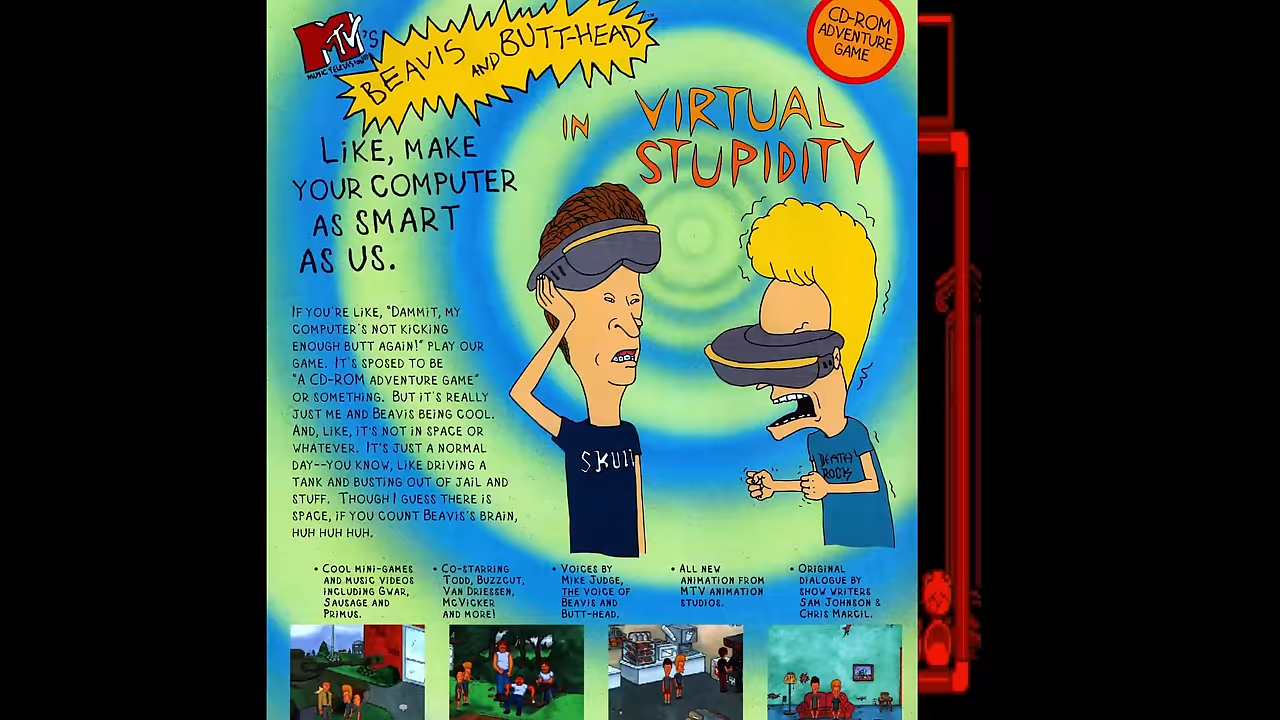 MTV'S
MUSIC TELEVISION®
BEAVIS AND BUTT-HEAD™
IN VIRTUAL
STUPIDITY
CD-ROM
ADVENTURE
GAME
LIKE, MAKE
YOUR COMPUTER
AS SMART
AS US.
IF YOU'RE LIKE, "DAMMIT, MY
COMPUTER'S NOT KICKING
ENOUGH BUTT AGAIN!" PLAY OUR
GAME. IT'S SPOSED TO BE
"A CD-ROM ADVENTURE GAME"
OR SOMETHING. BUT IT'S REALLY
JUST ME AND BEAVIS BEING COOL.
AND, LIKE, IT'S NOT IN SPACE OR
WHATEVER. IT'S JUST A NORMAL
DAY--YOU KNOW, LIKE DRIVING A
TANK AND BUSTING OUT OF JAIL AND
STUFF. THOUGH I GUESS THERE IS
SPACE, IF YOU COUNT BEAVIS'S BRAIN,
HUH HUH HUH.
SKULL
DEATH
ROCK
• COOL MINI-GAMES
AND MUSIC VIDEOS
INCLUDING GWAR,
SAUSAGE AND
PRIMUS.
• CO-STARRING
TODD, BUZZCUT,
VAN DRIESSEN,
MCVICKER
AND MORE!
• VOICES BY
MIKE JUDGE,
THE VOICE OF
BEAVIS AND
BUTT-HEAD.
• ALL NEW
ANIMATION FROM
MTV ANIMATION
STUDIOS.
• ORIGINAL
DIALOGUE BY
SHOW WRITERS
SAM JOHNSON &
CHRIS MARCIL.